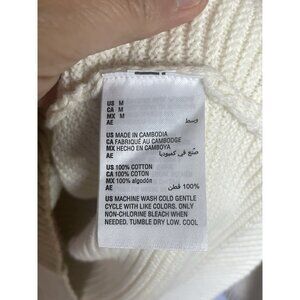 US M
CA M
MX M
AE وسط
US MADE IN CAMBODIA
CA FABRIQUÉ AU CAMBODGE
MX HECHO EN CAMBOYA
AE صنع في كمبوديا
US 100% COTTON
CA 100% COTON
MX 100% algodón
AE 100% قطن
US MACHINE WASH COLD GENTLE
CYCLE WITH LIKE COLORS. ONLY
NON-CHLORINE BLEACH WHEN
NEEDED. TUMBLE DRY LOW. COOL